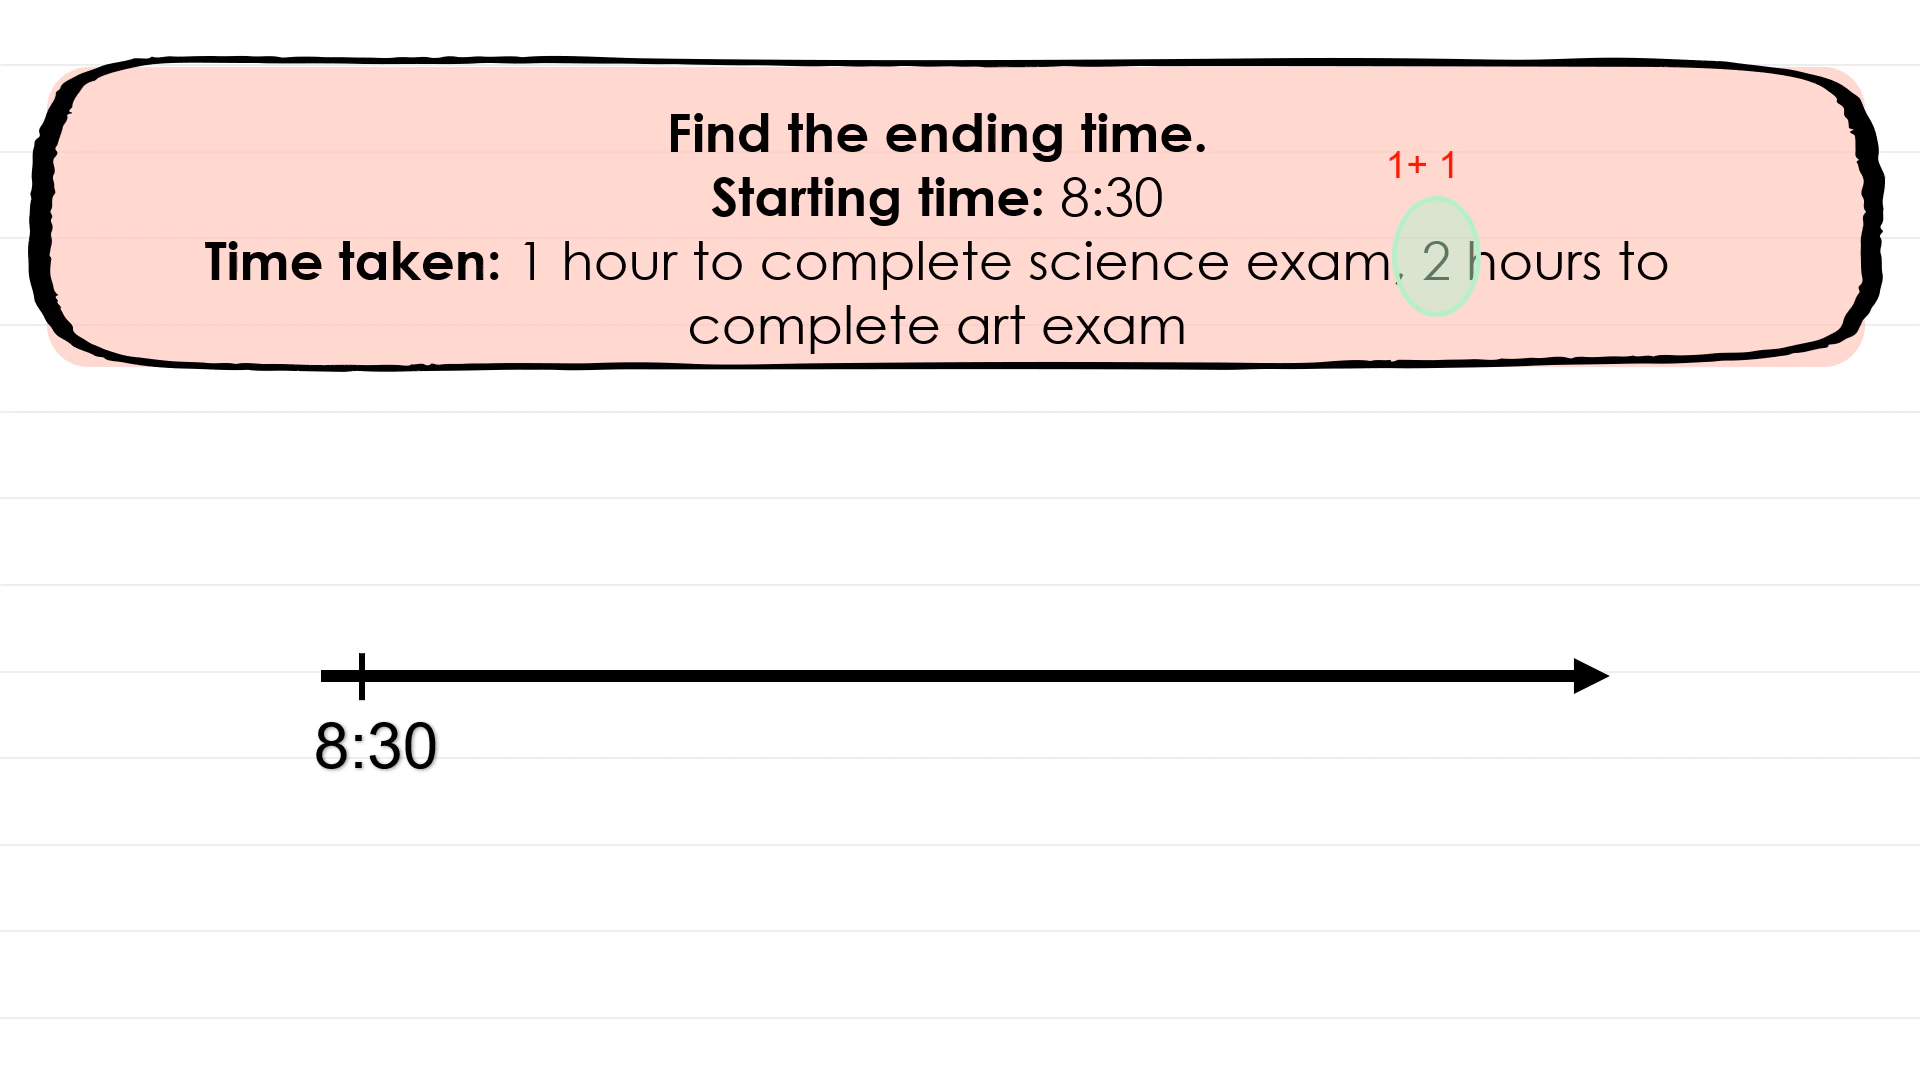 Find the ending time.
1+ 1
Starting time: 8:30
Time taken: 1 hour to complete science exam, 2 hours to
complete art exam
8:30